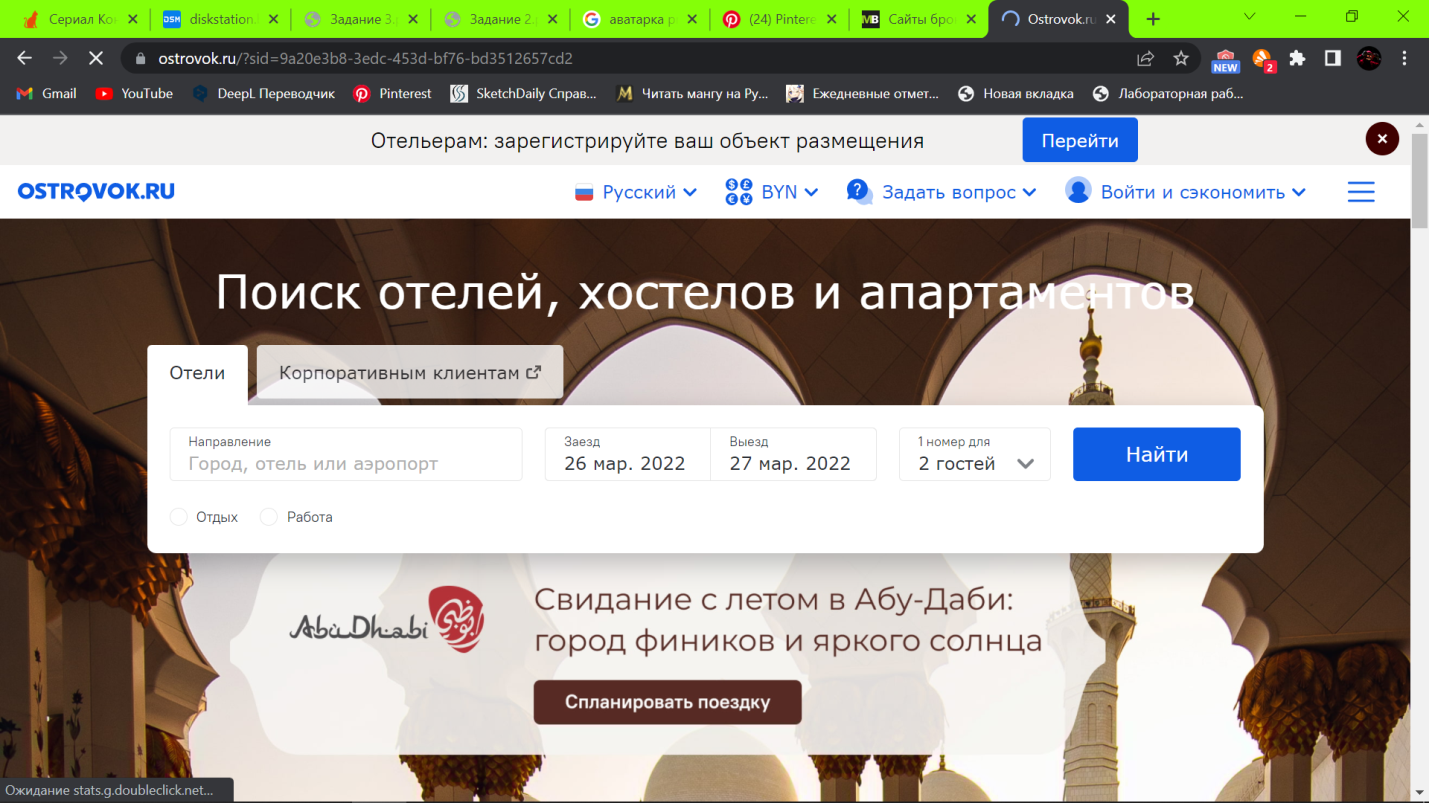 Сериал Кон
diskstation.
Задание 3.
Задание 2.
аватарка р
(24) Pintere
Сайты бро
Ostrovok.ru
ostrovok.ru/?sid=9a20e3b8-3edc-453d-bf76-bd3512657cd2
NEW
2
Gmail
YouTube
DeepL Переводчик
Pinterest
SketchDaily Справ...
Читать мангу на Ру...
Ежедневные отмет...
Новая вкладка
Лабораторная раб...
Отельерам: зарегистрируйте ваш объект размещения
Перейти
OSTROVOK.RU
Русский
BYN
Задать вопрос
Войти и сэкономить
Поиск отелей, хостелов и апартаментов
Отели
Корпоративным клиентам
Направление
Город, отель или аэропорт
Заезд
26 мар. 2022
Выезд
27 мар. 2022
1 номер для
2 гостей
Найти
Отдых
Работа
Abu Dhabi
أبوظبي
Свидание с летом в Абу-Даби:
город фиников и яркого солнца
Спланировать поездку
Ожидание stats.g.doubleclick.net...